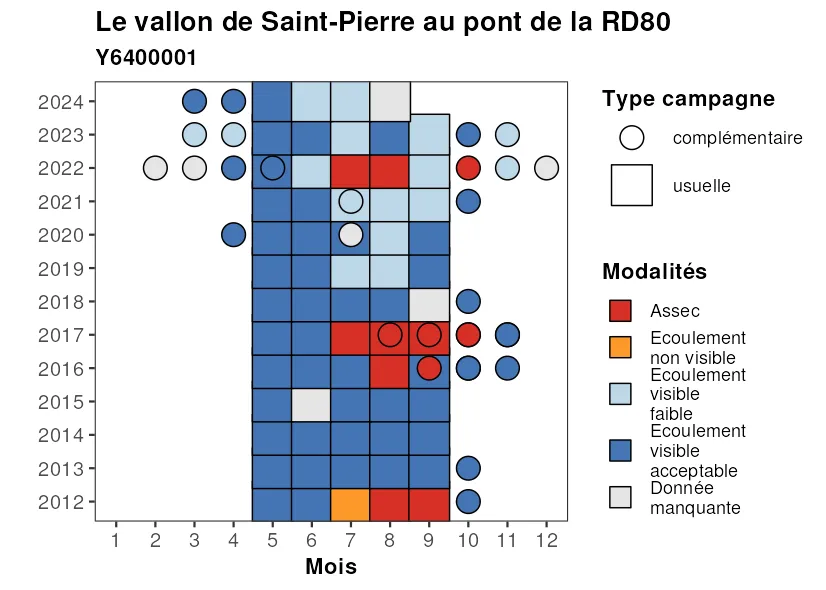 Le vallon de Saint-Pierre au pont de la RD80
Y6400001
2024
2023
2022
2021
2020
2019
2018
2017
2016
2015
2014
2013
2012
1 2 3 4 5 6 7 8 9 10 11 12
Mois
Type campagne
complémentaire
usuelle
Modalités
Assec
Ecoulement
non visible
Ecoulement
visible
faible
Ecoulement
visible
acceptable
Donnée
manquante